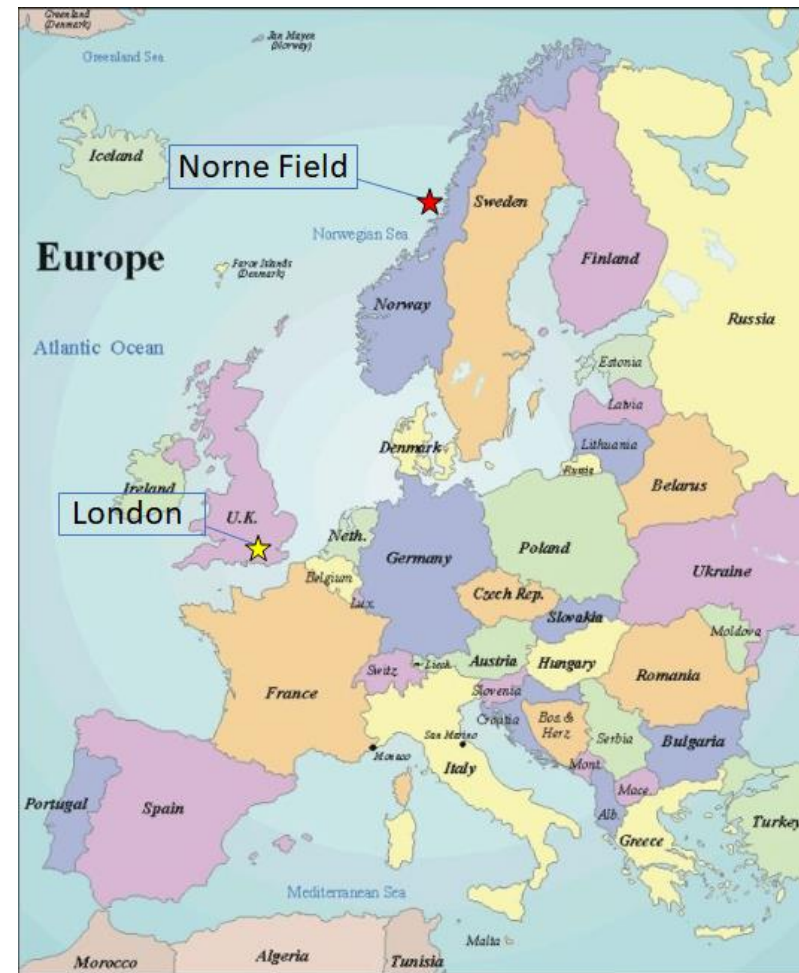 Greenland
(Denmark)
Jan Mayen
(Norway)
Greenland Sea
Iceland
Norne Field
Sweden
Norwegian Sea
Europe
Faroe Islands
(Denmark)
Finland
Norway
Russia
Atlantic Ocean
Estonia
Latvia
Denmark
Lithuania
Russia
Belarus
Ireland
London
U.K.
Neth.
Poland
Germany
Belgium
Ukraine
Czech Rep.
Lux.
Slovakia
Moldova
Liech.
Austria
Hungary
Switz
France
Romania
Slovenia
Croatia
Bos. &
Herz
San Marino
Serbia
Bulgaria
Monaco
Italy
Mont.
Mace.
Portugal
Spain
Alb.
Greece
Turkey
Mediterranean Sea
Malta
Morocco
Algeria
Tunisia